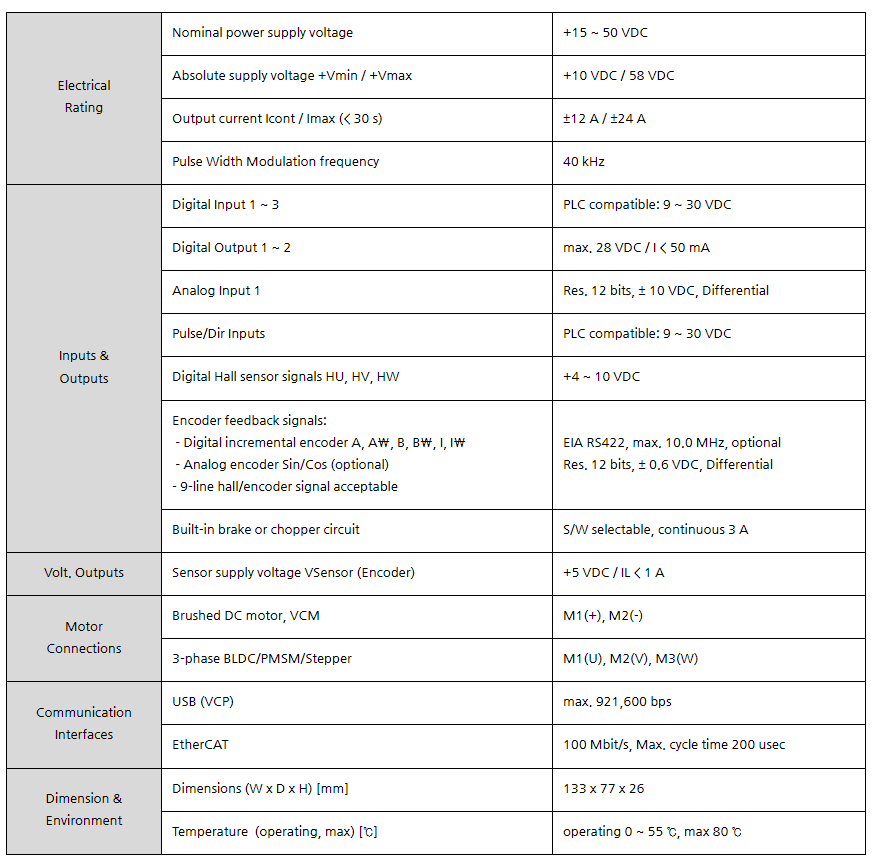 Electrical
Rating
Nominal power supply voltage
+15 ~ 50 VDC
Absolute supply voltage +Vmin / +Vmax
+10 VDC / 58 VDC
Output current Icont / Imax (< 30 s)
±12 A / ±24 A
Pulse Width Modulation frequency
40 kHz
Inputs &
Outputs
Digital Input 1 ~ 3
PLC compatible: 9 ~ 30 VDC
Digital Output 1 ~ 2
max. 28 VDC / I < 50 mA
Analog Input 1
Res. 12 bits, ± 10 VDC, Differential
Pulse/Dir Inputs
PLC compatible: 9 ~ 30 VDC
Digital Hall sensor signals HU, HV, HW
+4 ~ 10 VDC
Encoder feedback signals:
- Digital incremental encoder A, A₩, B, B₩, I, I₩
- Analog encoder Sin/Cos (optional)
- 9-line hall/encoder signal acceptable
EIA RS422, max. 10.0 MHz, optional
Res. 12 bits, ± 0.6 VDC, Differential
Built-in brake or chopper circuit
S/W selectable, continuous 3 A
Volt. Outputs
Sensor supply voltage VSensor (Encoder)
+5 VDC / IL < 1 A
Motor
Connections
Brushed DC motor, VCM
M1(+), M2(-)
3-phase BLDC/PMSM/Stepper
M1(U), M2(V), M3(W)
Communication
Interfaces
USB (VCP)
max. 921,600 bps
EtherCAT
100 Mbit/s, Max. cycle time 200 usec
Dimension &
Environment
Dimensions (W x D x H) [mm]
133 x 77 x 26
Temperature (operating, max) [℃]
operating 0 ~ 55 ℃, max 80 ℃